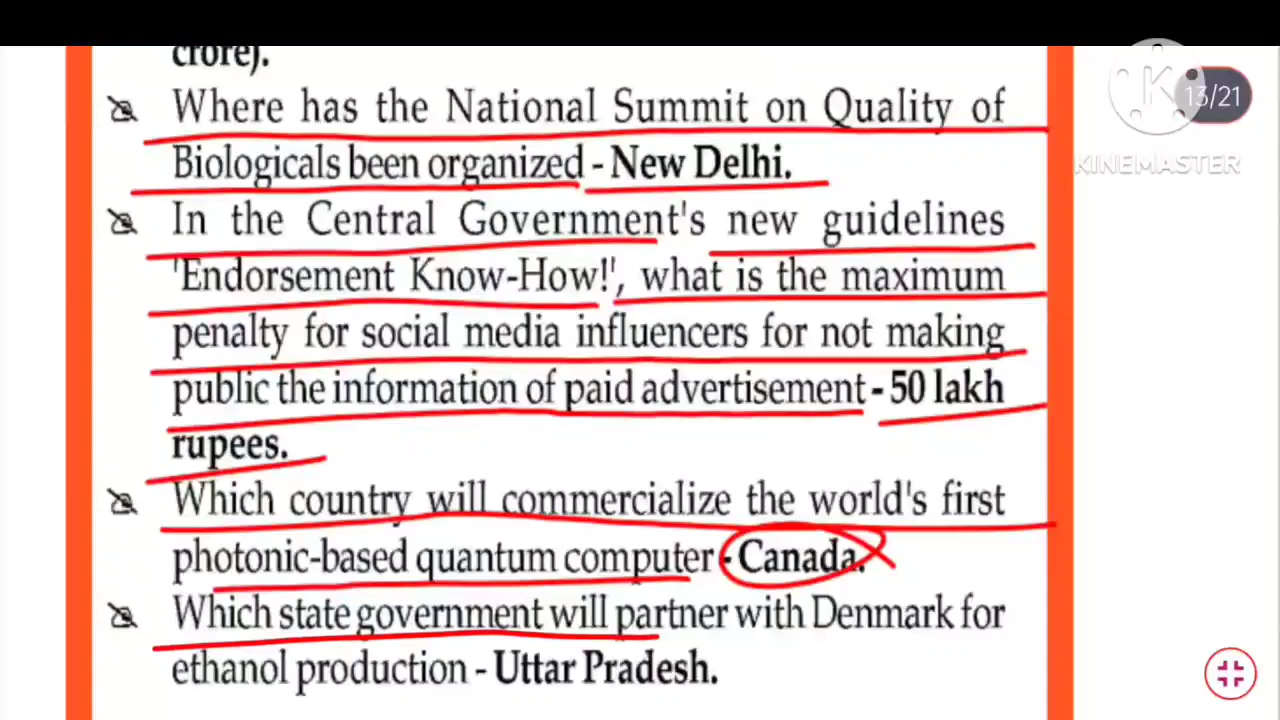 crore).
Where has the National Summit on Quality of
Biologicals been organized - New Delhi.
In the Central Government's new guidelines
'Endorsement Know-How!', what is the maximum
penalty for social media influencers for not making
public the information of paid advertisement - 50 lakh
rupees.
Which country will commercialize the world's first
photonic-based quantum computer - Canada.
Which state government will partner with Denmark for
ethanol production - Uttar Pradesh.
13/21
K
KINEMASTER